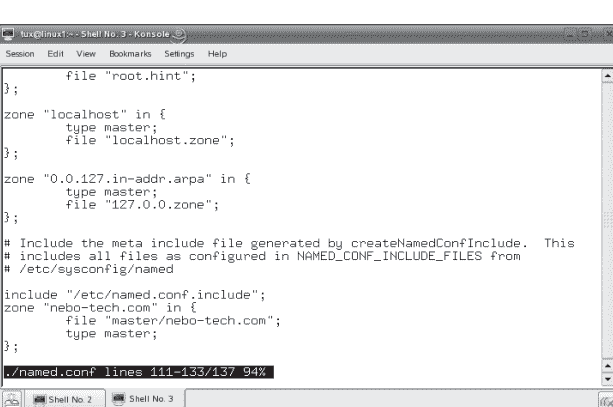 tux@linux1:~ - Shell No. 3 - Konsole
Session Edit View Bookmarks Settings Help
file "root.hint";
};
zone "localhost" in {
type master;
file "localhost.zone";
};
zone "0.0.127.in-addr.arpa" in {
type master;
file "127.0.0.zone";
};
# Include the meta include file generated by createNamedConfInclude. This
# includes all files as configured in NAMED_CONF_INCLUDE_FILES from
# /etc/sysconfig/named
include "/etc/named.conf.include";
zone "nebo-tech.com" in {
file "master/nebo-tech.com";
type master;
};
./named.conf lines 111-133/137 94%
Shell No. 2 Shell No. 3